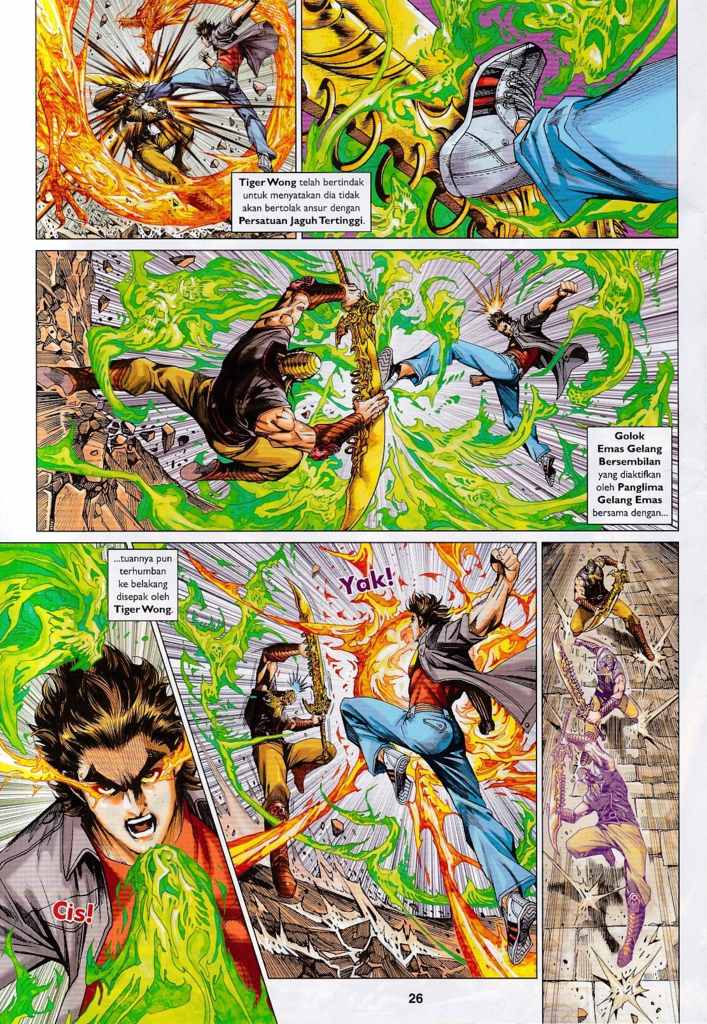 Tiger Wong telah bertindak
untuk menyatakan dia tidak
akan bertolak ansur dengan
Persatuan Jaguh Tertinggi.
Golok
Emas Gelang
Bersembilan
yang diaktifkan
oleh Panglima
Gelang Emas
bersama dengan...
...tuannya pun
terhumban
ke belakang
disepak oleh
Tiger Wong.
Yak!
Cis!
26